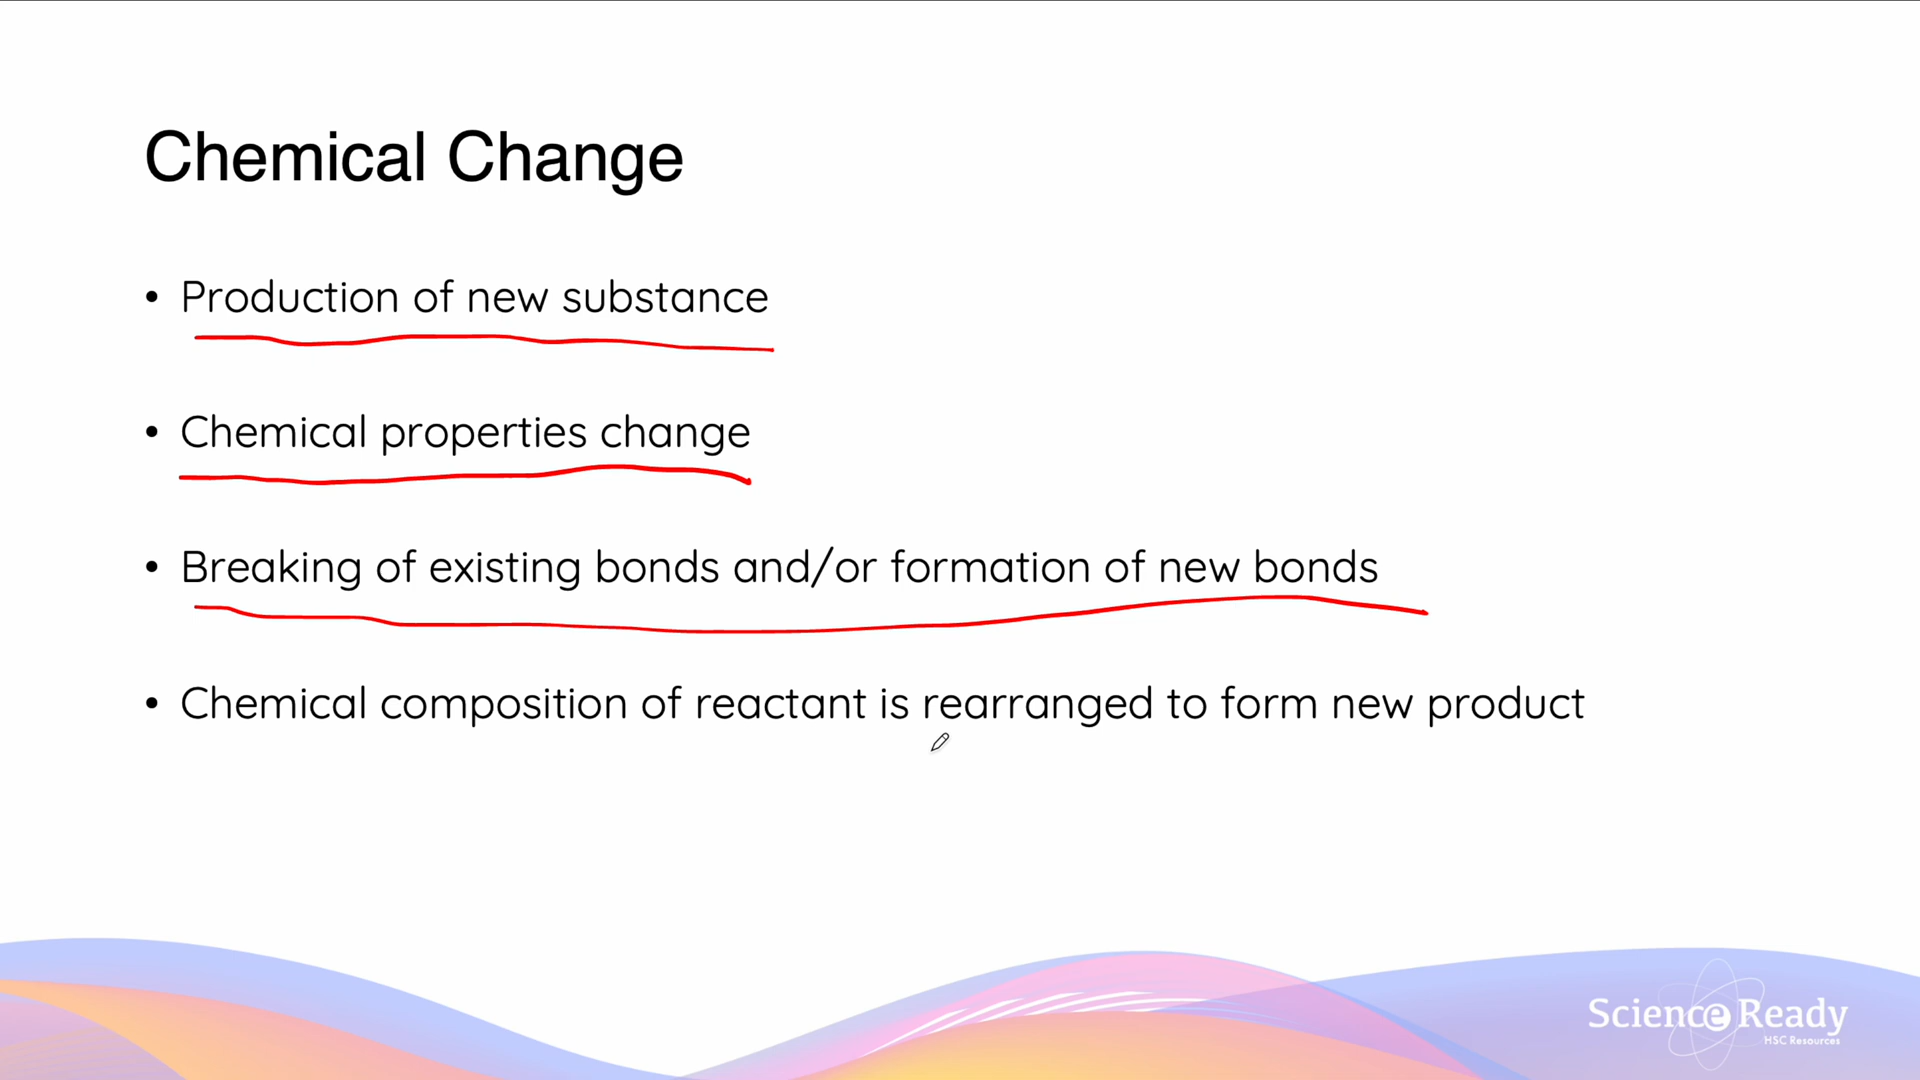 Chemical Change
• Production of new substance
• Chemical properties change
• Breaking of existing bonds and/or formation of new bonds
• Chemical composition of reactant is rearranged to form new product
Science Ready
HSC Resources